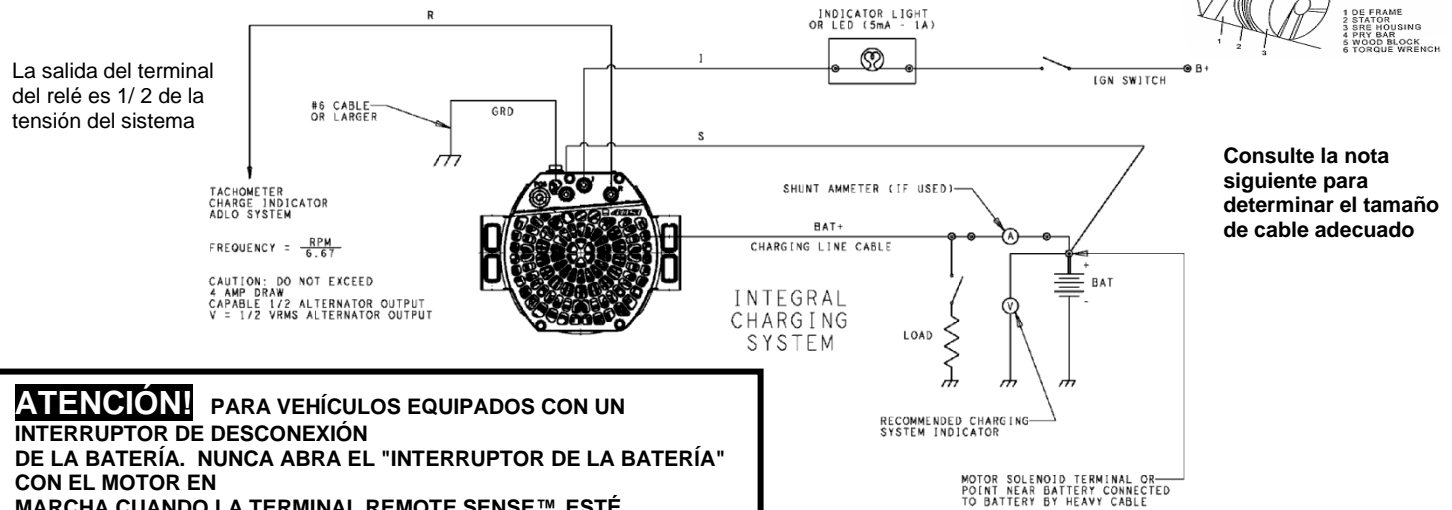 R
INDICATOR LIGHT
OR LED (5mA - 1A)
1 DE FRAME
2 STATOR
3 SRE HOUSING
4 PRY BAR
5 WOOD BLOCK
6 TORQUE WRENCH
1
2
3
La salida del terminal
del relé es 1/ 2 de la
tensión del sistema
I
IGN SWITCH
B+
#6 CABLE
OR LARGER
GRD
S
TACHOMETER
CHARGE INDICATOR
ADLO SYSTEM
FREQUENCY = RPM
6.67
CAUTION: DO NOT EXCEED
4 AMP DRAW
CAPABLE 1/2 ALTERNATOR OUTPUT
V = 1/2 VRMS ALTERNATOR OUTPUT
I
R
40SI
SHUNT AMMETER (IF USED)
Consulte la nota
siguiente para
determinar el tamaño
de cable adecuado
BAT+
CHARGING LINE CABLE
A
+
BAT
-
V
INTEGRAL
CHARGING
SYSTEM
LOAD
RECOMMENDED CHARGING
SYSTEM INDICATOR
MOTOR SOLENOID TERMINAL OR
POINT NEAR BATTERY CONNECTED
TO BATTERY BY HEAVY CABLE
ATENCIÓN! PARA VEHÍCULOS EQUIPADOS CON UN
INTERRUPTOR DE DESCONEXIÓN
DE LA BATERÍA. NUNCA ABRA EL "INTERRUPTOR DE LA BATERÍA"
CON EL MOTOR EN
MARCHA CUANDO LA TERMINAL REMOTE SENSE™ ESTÉ